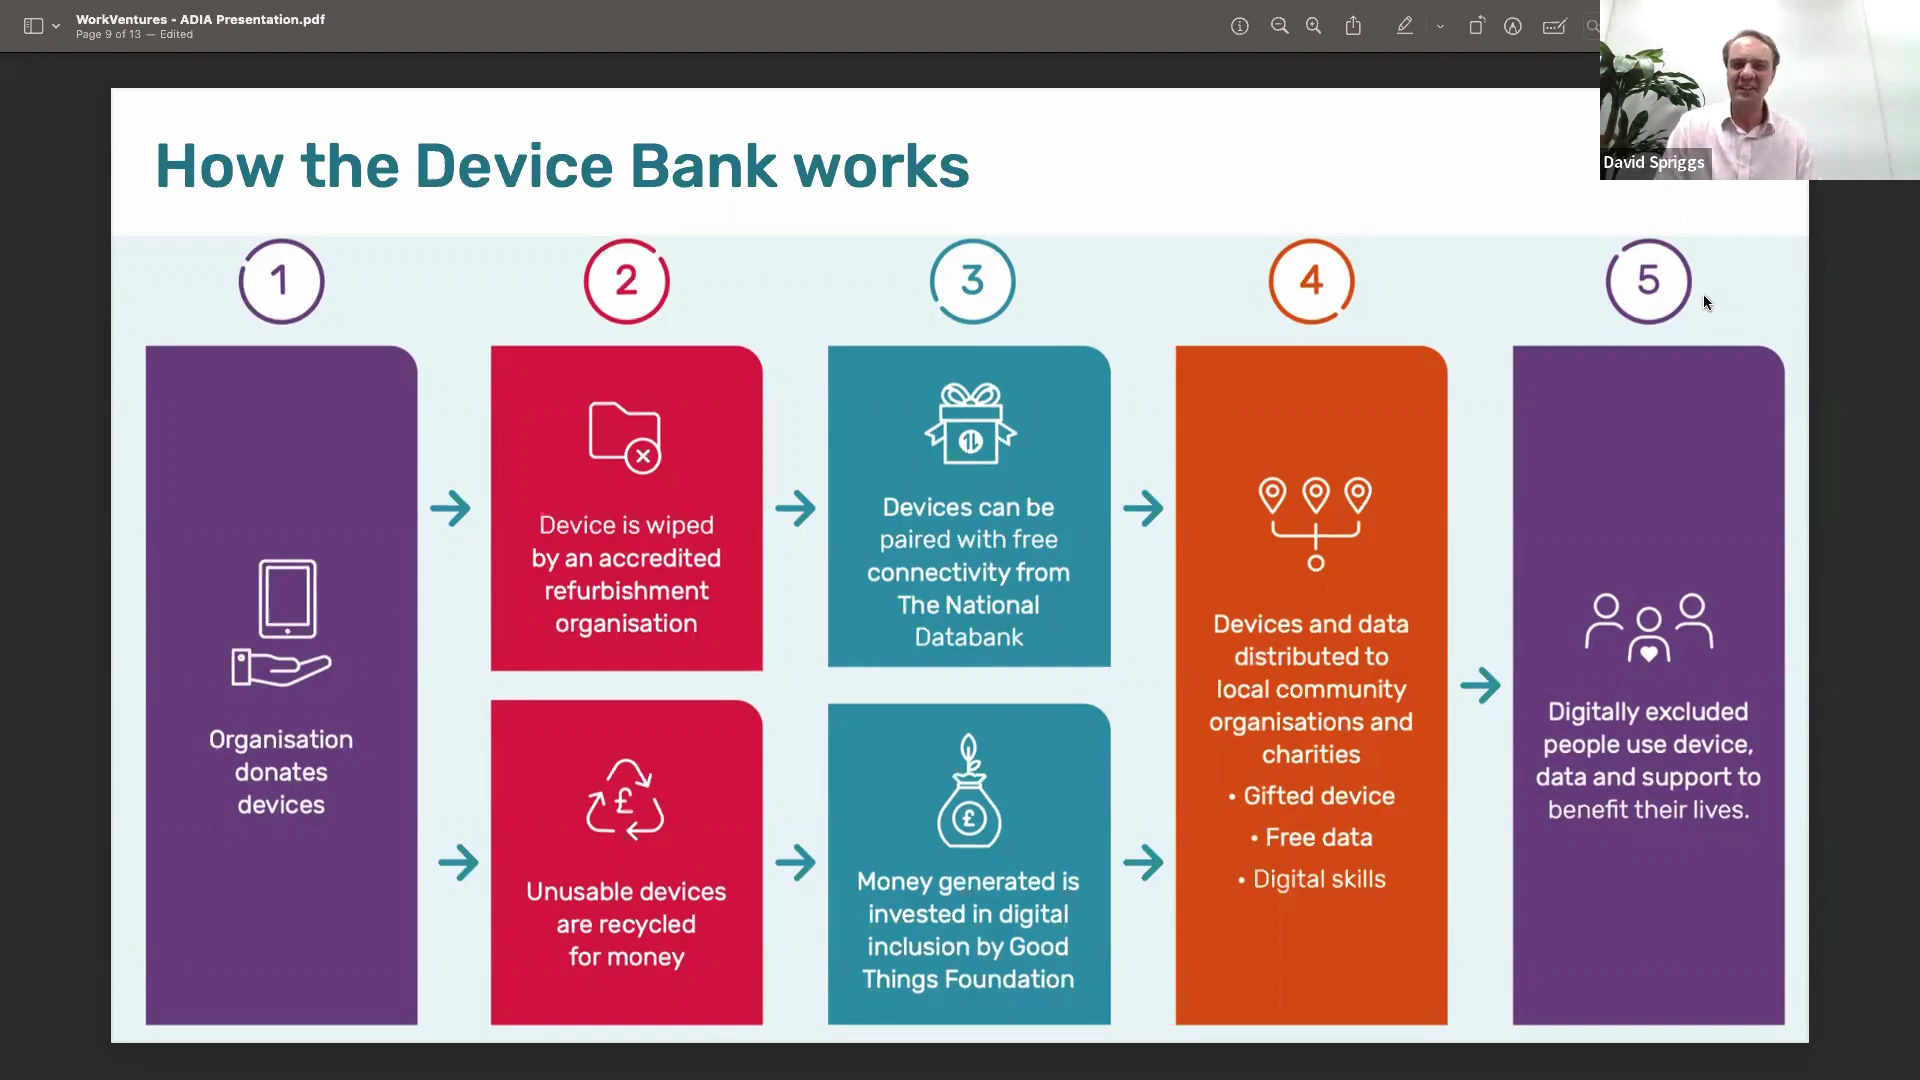 WorkVentures - ADIA Presentation.pdf
Page 9 of 13 — Edited
David Spriggs
How the Device Bank works
1
2
3
4
5
Organisation
donates
devices
Device is wiped
by an accredited
refurbishment
organisation
£
Unusable devices
are recycled
for money
Devices can be
paired with free
connectivity from
The National
Databank
£
Money generated is
invested in digital
inclusion by Good
Things Foundation
Devices and data
distributed to
local community
organisations and
charities
• Gifted device
• Free data
• Digital skills
Digitally excluded
people use device,
data and support to
benefit their lives.